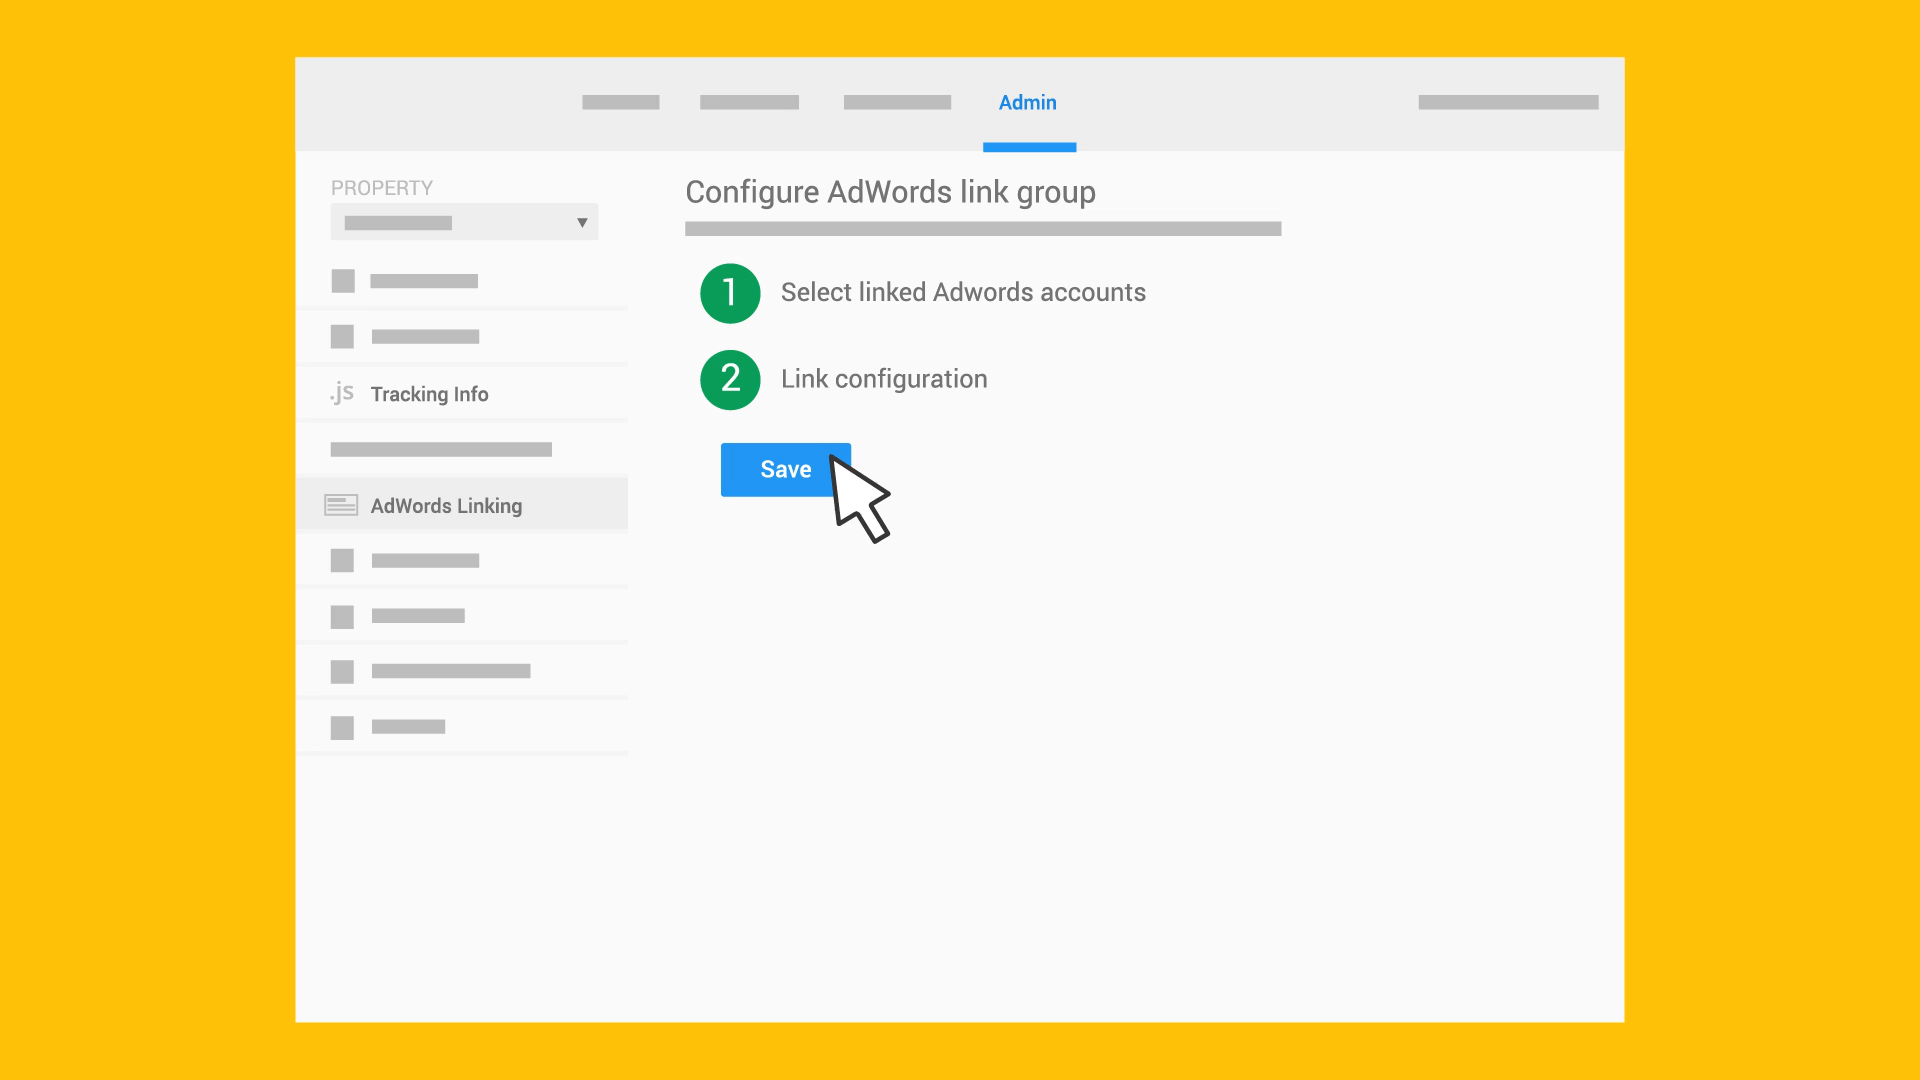 Admin
PROPERTY
Configure AdWords link group
1 Select linked Adwords accounts
2 Link configuration
.js Tracking Info
Save
AdWords Linking